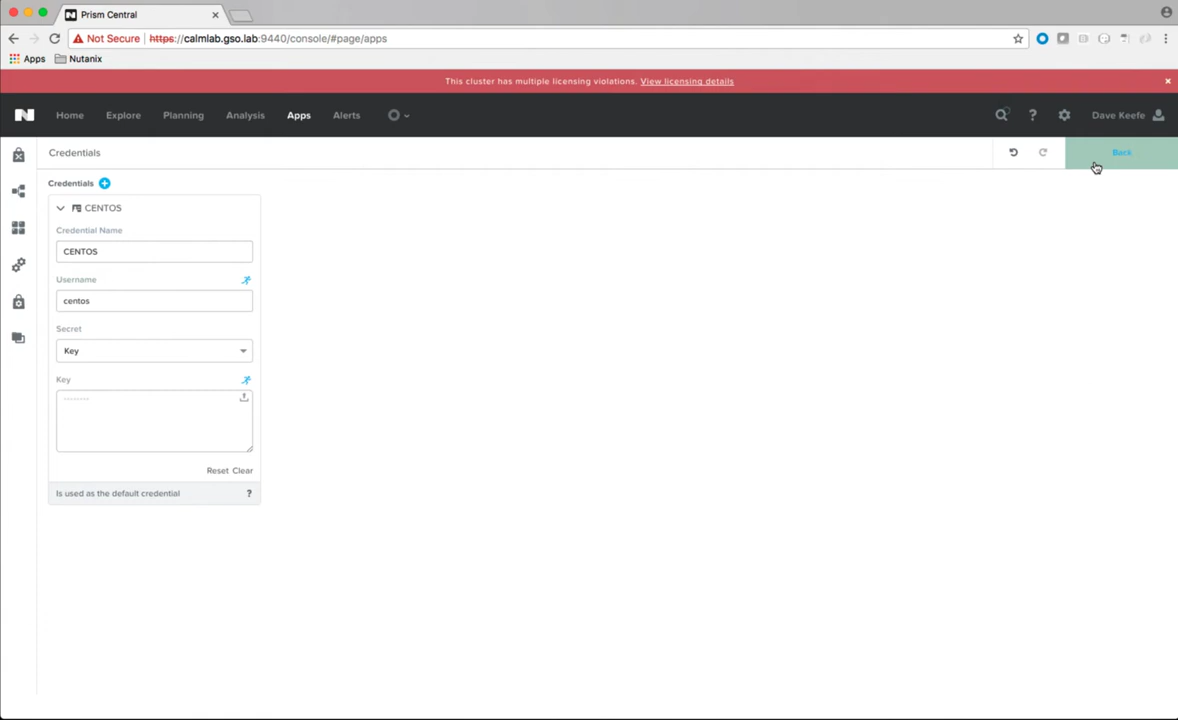 Prism Central
Not Secure https://calmlab.gso.lab:9440/console/#page/apps
Apps Nutanix
This cluster has multiple licensing violations. View licensing details
Home Explore Planning Analysis Apps Alerts ? Dave Keefe
Credentials Back
Credentials
CENTOS
Credential Name
CENTOS
Username
centos
Secret
Key
Key
--------
Reset Clear
Is used as the default credential ?